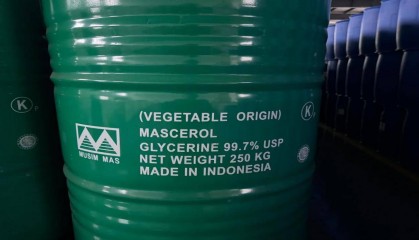 (VEGETABLE ORIGIN)
MASCEROL
GLYCERINE 99.7% USP
NET WEIGHT 250 KG
MADE IN INDONESIA
MUSIM MAS
K
K